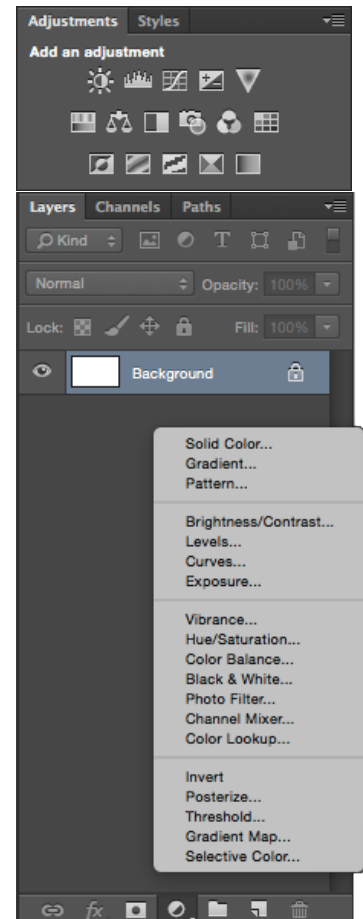 Adjustments Styles
Add an adjustment
Layers Channels Paths
Kind T
Normal Opacity: 100%
Lock: Fill: 100%
Background
Solid Color...
Gradient...
Pattern...
Brightness/Contrast...
Levels...
Curves...
Exposure...
Vibrance...
Hue/Saturation...
Color Balance...
Black & White...
Photo Filter...
Channel Mixer...
Color Lookup...
Invert
Posterize...
Threshold...
Gradient Map...
Selective Color...
fx